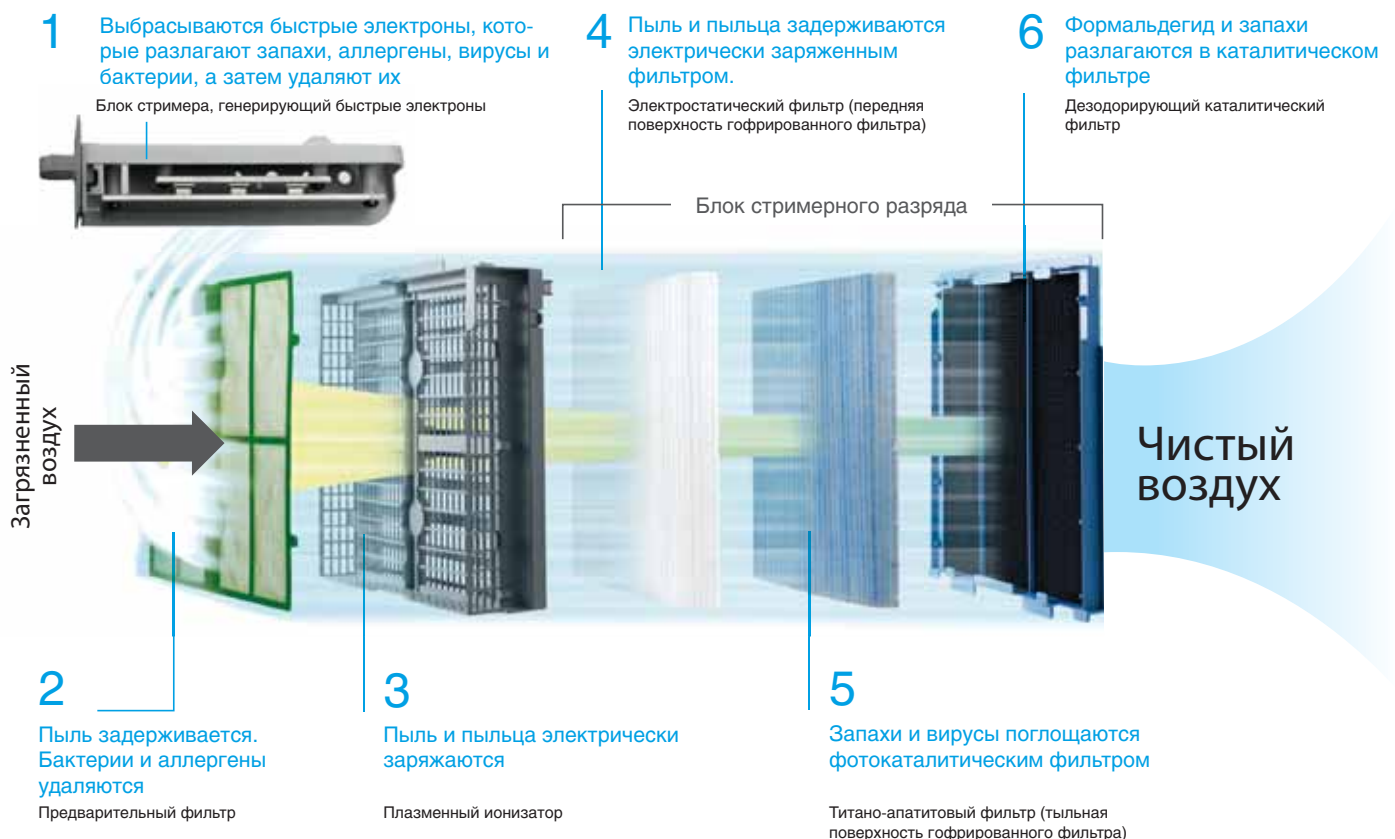 1
Выбрасываются быстрые электроны, кото-
рые разлагают запахи, аллергены, вирусы и
бактерии, а затем удаляют их
Блок стримера, генерирующий быстрые электроны
4
Пыль и пыльца задерживаются
электрически заряженным
фильтром.
Электростатический фильтр (передняя
поверхность гофрированного фильтра)
6
Формальдегид и запахи
разлагаются в каталитическом
фильтре
Дезодорирующий каталитический
фильтр
Блок стримерного разряда
Загрязненный
воздух
Чистый
воздух
2
Пыль задерживается.
Бактерии и аллергены
удаляются
Предварительный фильтр
3
Пыль и пыльца электрически
заряжаются
Плазменный ионизатор
5
Запахи и вирусы поглощаются
фотокаталитическим фильтром
Титано-апатитовый фильтр (тыльная
поверхность гофрированного фильтра)